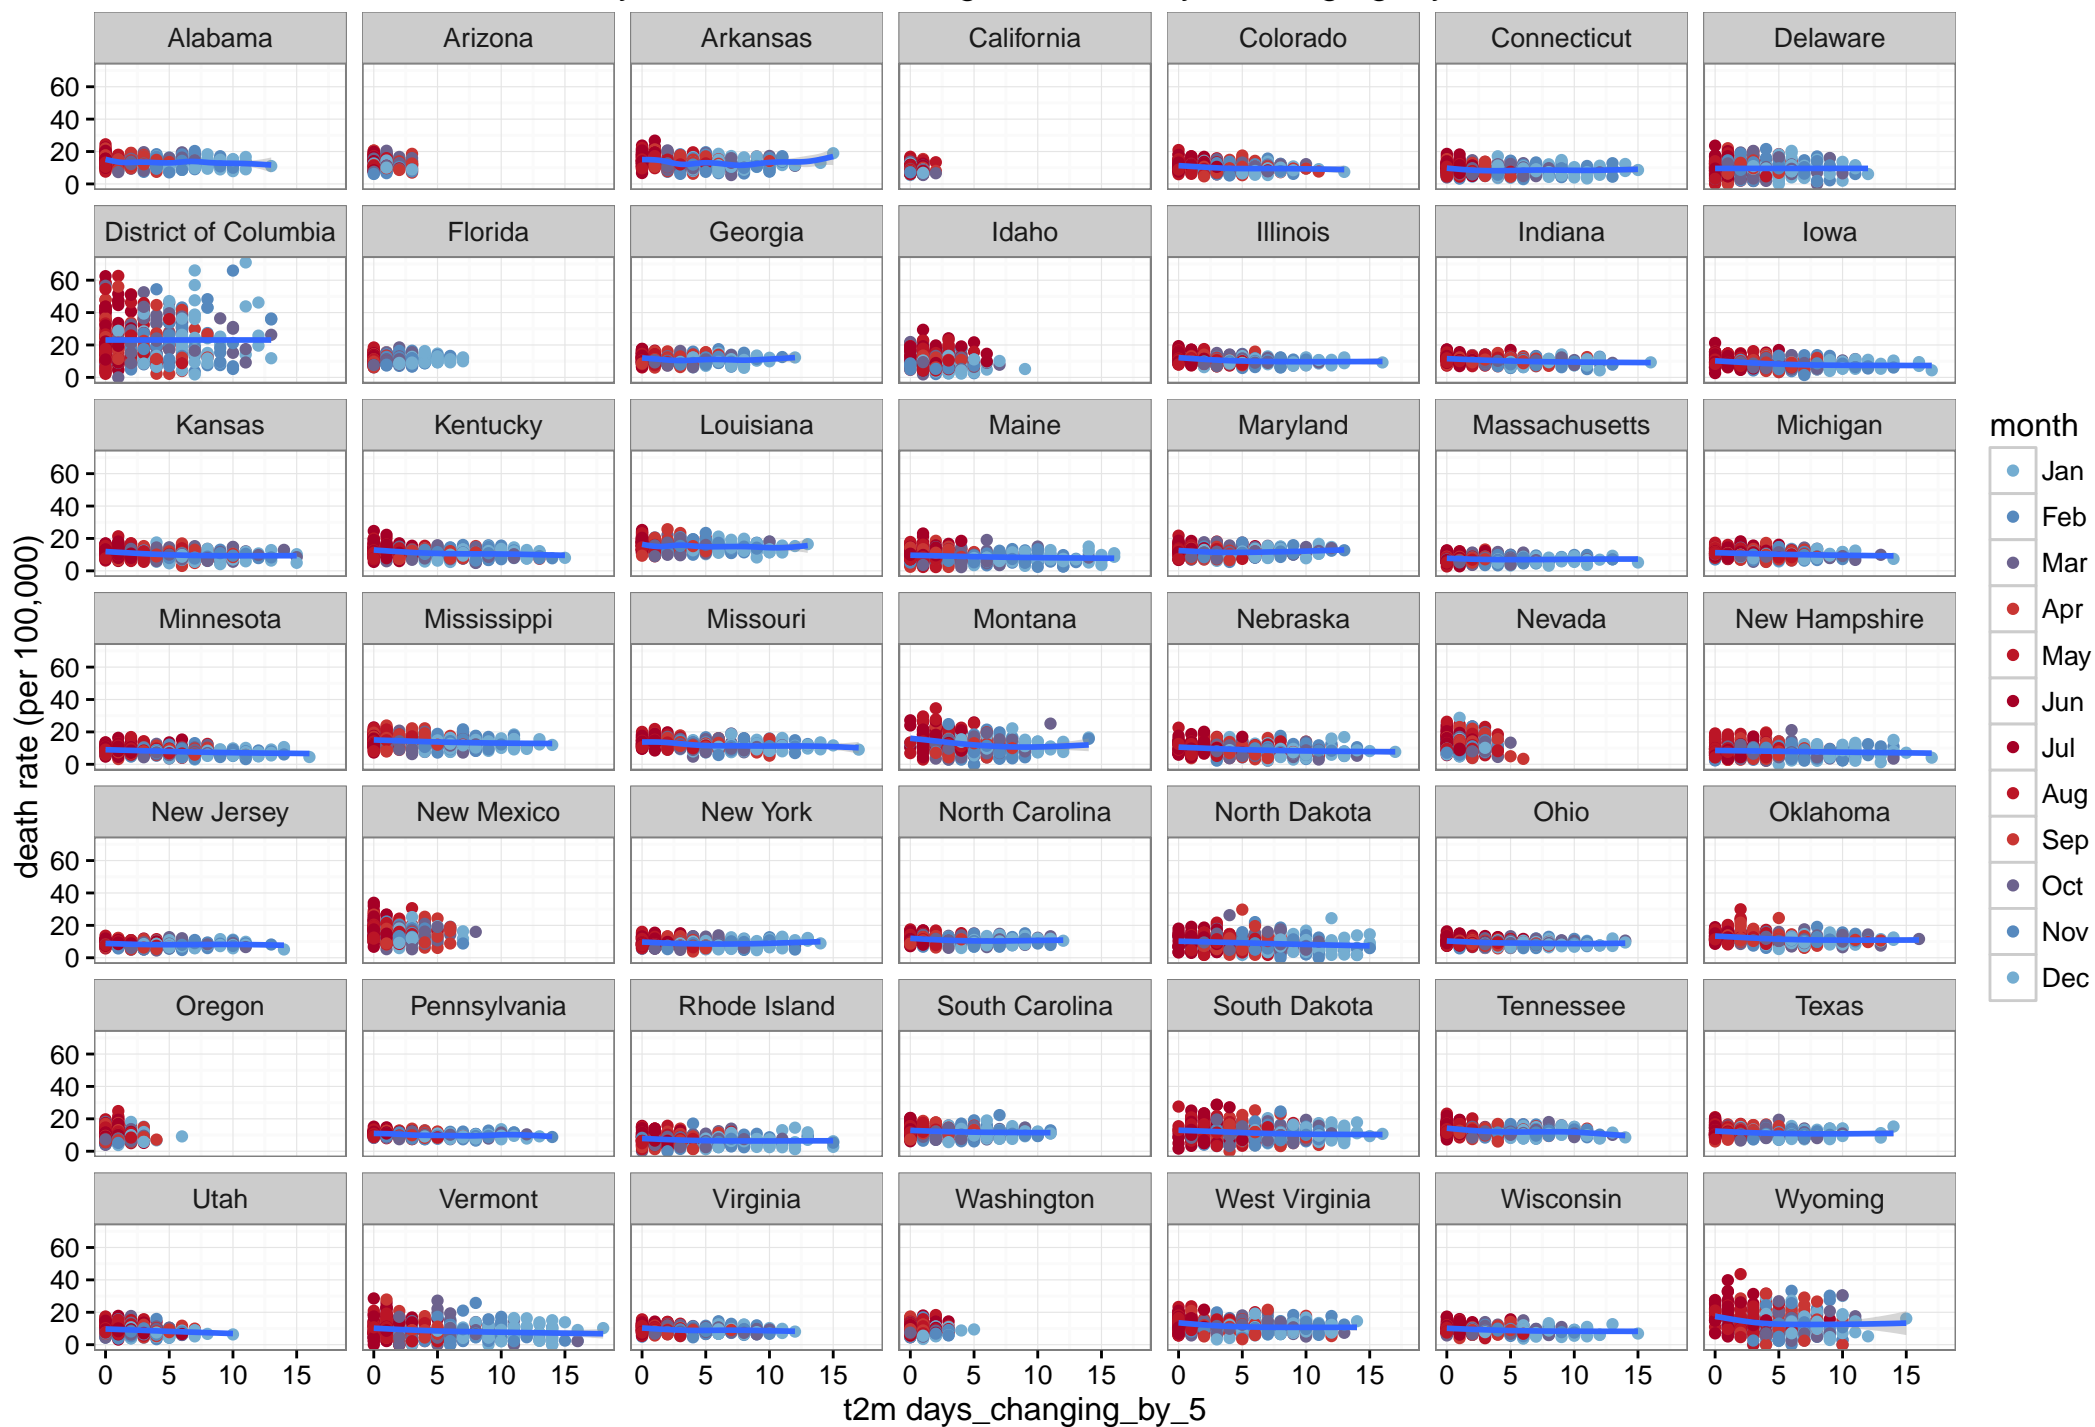 Alabama Arizona Arkansas California Colorado Connecticut Delaware
60
40
20
0
District of Columbia Florida Georgia Idaho Illinois Indiana Iowa
60
40
20
0
Kansas Kentucky Louisiana Maine Maryland Massachusetts Michigan
60
40
20
0
Minnesota Mississippi Missouri Montana Nebraska Nevada New Hampshire
60
40
20
0
New Jersey New Mexico New York North Carolina North Dakota Ohio Oklahoma
60
40
20
0
Oregon Pennsylvania Rhode Island South Carolina South Dakota Tennessee Texas
60
40
20
0
Utah Vermont Virginia Washington West Virginia Wisconsin Wyoming
60
40
20
0
0 5 10 15 0 5 10 15 0 5 10 15 0 5 10 15 0 5 10 15 0 5 10 15 0 5 10 15
t2m days_changing_by_5
death rate (per 100,000)
month
Jan
Feb
Mar
Apr
May
Jun
Jul
Aug
Sep
Oct
Nov
Dec